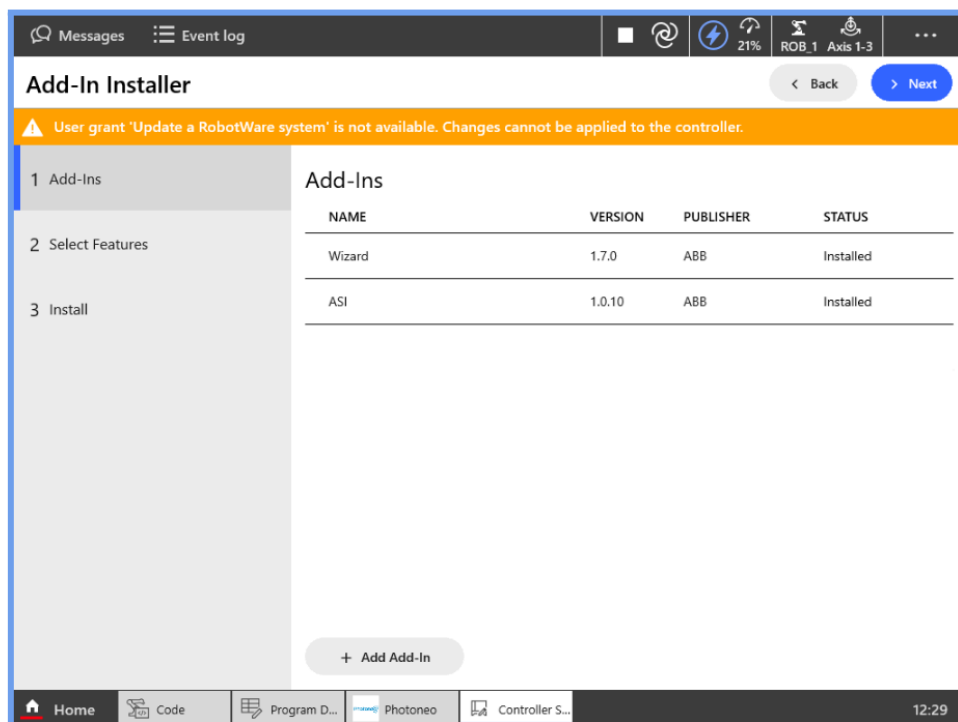 Messages Event log
21% ROB_1 Axis 1-3 ...
Add-In Installer
Back Next
User grant 'Update a RobotWare system' is not available. Changes cannot be applied to the controller.
1 Add-Ins
2 Select Features
3 Install
Add-Ins
NAME VERSION PUBLISHER STATUS
Wizard 1.7.0 ABB Installed
ASI 1.0.10 ABB Installed
+ Add Add-In
Home Code Program D... Photoneo Controller S... 12:29